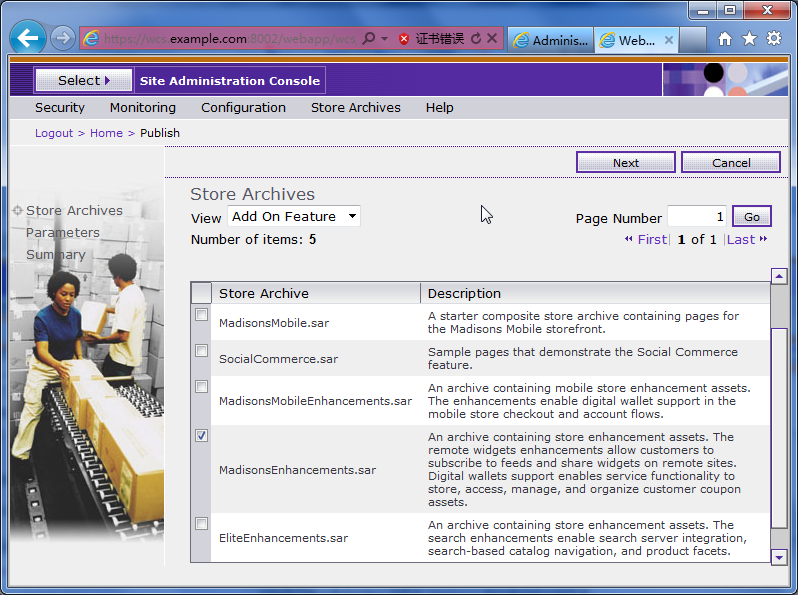 https://wcs.example.com:8002/webapp/wcs
证书错误
Adminis...
Web...
Select
Site Administration Console
Security
Monitoring
Configuration
Store Archives
Help
Logout > Home > Publish
Next
Cancel
Store Archives
Parameters
Summary
Store Archives
View
Add On Feature
Page Number
1
Go
Number of items: 5
First | 1 of 1 | Last
Store Archive
Description
MadisonsMobile.sar
A starter composite store archive containing pages for
the Madisons Mobile storefront.
SocialCommerce.sar
Sample pages that demonstrate the Social Commerce
feature.
MadisonsMobileEnhancements.sar
An archive containing mobile store enhancement assets.
The enhancements enable digital wallet support in the
mobile store checkout and account flows.
MadisonsEnhancements.sar
An archive containing store enhancement assets. The
remote widgets enhancements allow customers to
subscribe to feeds and share widgets on remote sites.
Digital wallets support enables service functionality to
store, access, manage, and organize customer coupon
assets.
EliteEnhancements.sar
An archive containing store enhancement assets. The
search enhancements enable search server integration,
search-based catalog navigation, and product facets.